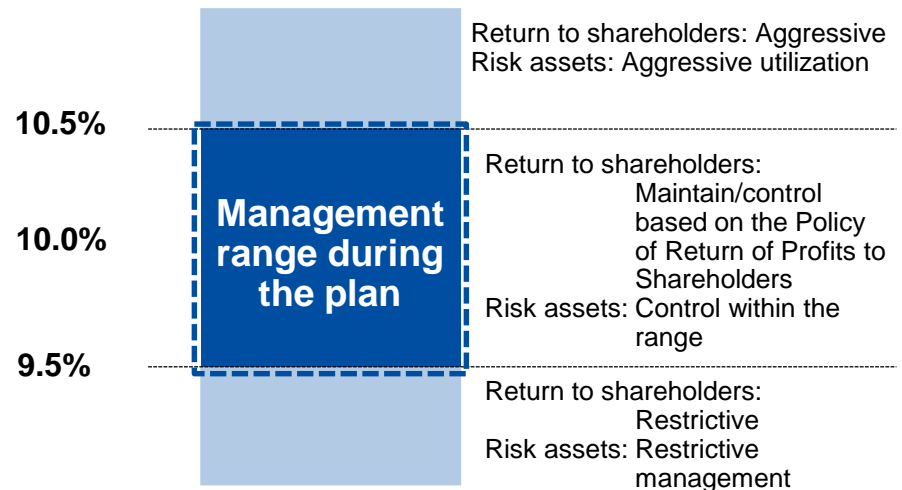 Return to shareholders: Aggressive
Risk assets: Aggressive utilization
10.5%
Return to shareholders:
Maintain/control
based on the Policy
of Return of Profits to
Shareholders
Risk assets: Control within the
range
10.0%
Management
range during
the plan
9.5%
Return to shareholders:
Restrictive
Risk assets: Restrictive
management